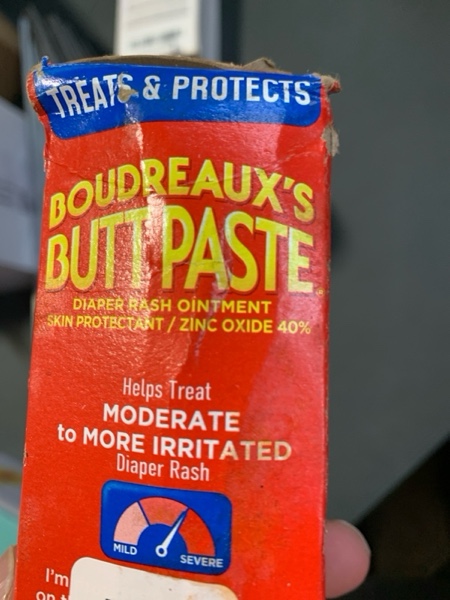 TREATS & PROTECTS
BOUDREAUX'S
BUTT PASTE
DIAPER RASH OINTMENT
SKIN PROTECTANT / ZINC OXIDE 40%
Helps Treat
MODERATE
to MORE IRRITATED
Diaper Rash
MILD SEVERE
I'm
on